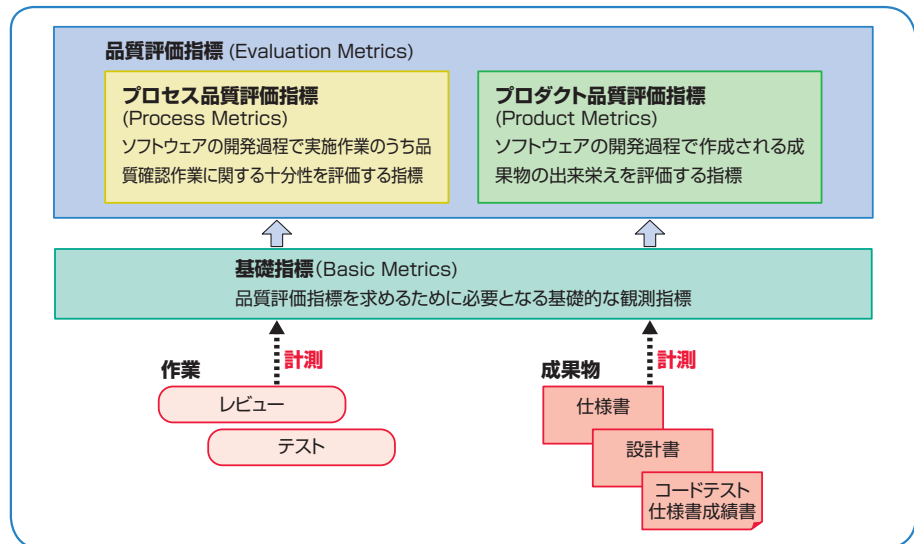 品質評価指標 (Evaluation Metrics)
プロセス品質評価指標
(Process Metrics)
ソフトウェアの開発過程で実施作業のうち品
質確認作業に関する十分性を評価する指標
プロダクト品質評価指標
(Product Metrics)
ソフトウェアの開発過程で作成される成
果物の出来栄えを評価する指標
基礎指標(Basic Metrics)
品質評価指標を求めるために必要となる基礎的な観測指標
作業
計測
レビュー
テスト
成果物
計測
仕様書
設計書
コードテスト
仕様書成績書